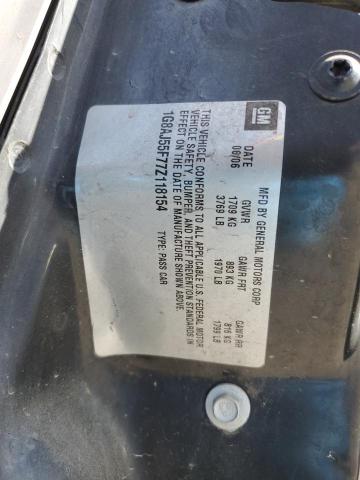 GM
MFD BY GENERAL MOTORS CORP
DATE GVWR GAWR FRT GAWR RR
06/06 1709 KG 893 KG 816 KG
3769 LB 1970 LB 1799 LB
THIS VEHICLE CONFORMS TO ALL APPLICABLE U.S. FEDERAL MOTOR
VEHICLE SAFETY, BUMPER, AND THEFT PREVENTION STANDARDS IN
EFFECT ON THE DATE OF MANUFACTURE SHOWN ABOVE.
1G8AJ55F77Z118154 TYPE: PASS CAR